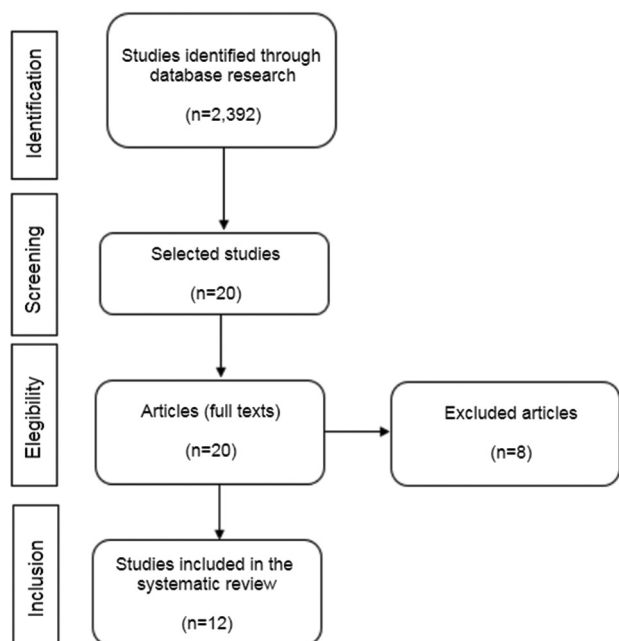 Identification
Studies identified through
database research
(n=2,392)
Screening
Selected studies
(n=20)
Elegibility
Articles (full texts)
(n=20)
Excluded articles
(n=8)
Inclusion
Studies included in the
systematic review
(n=12)